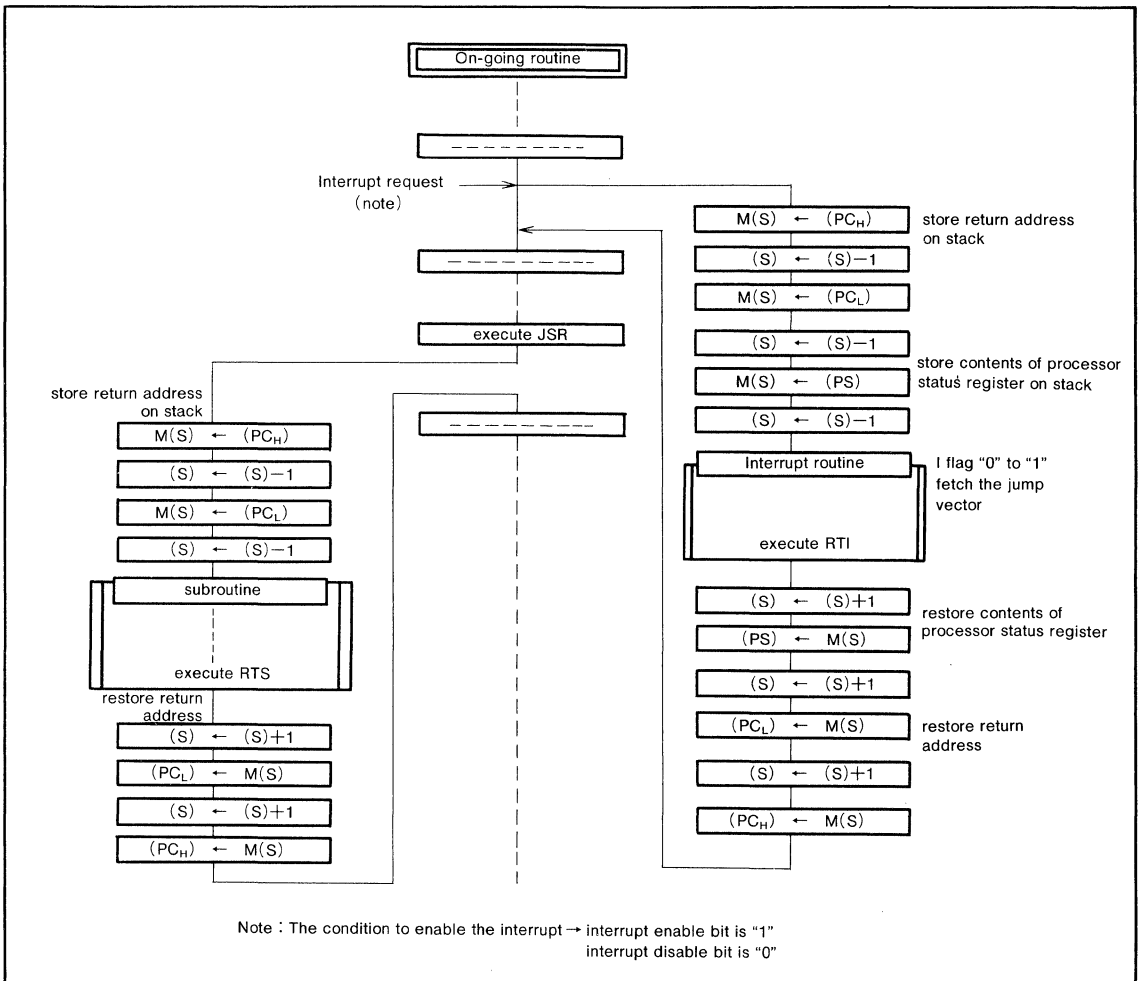 On-going routine
Interrupt request
(note)
execute JSR
store return address
on stack
M(S) ← (PCH)
(S) ← (S)−1
M(S) ← (PCL)
(S) ← (S)−1
subroutine
execute RTS
restore return
address
(S) ← (S)+1
(PCL) ← M(S)
(S) ← (S)+1
(PCH) ← M(S)
M(S) ← (PCH)
store return address
on stack
(S) ← (S)−1
M(S) ← (PCL)
(S) ← (S)−1
store contents of processor
status register on stack
M(S) ← (PS)
(S) ← (S)−1
Interrupt routine
I flag “0” to “1”
fetch the jump
vector
execute RTI
(S) ← (S)+1
restore contents of
processor status register
(PS) ← M(S)
(S) ← (S)+1
(PCL) ← M(S)
restore return
address
(S) ← (S)+1
(PCH) ← M(S)
Note : The condition to enable the interrupt → interrupt enable bit is “1”
interrupt disable bit is “0”